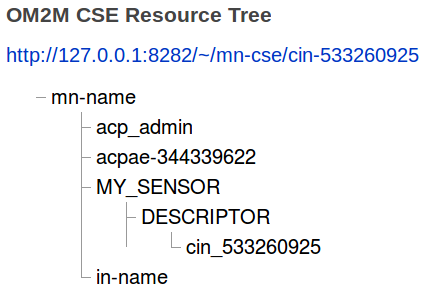 OM2M CSE Resource Tree
http://127.0.0.1:8282/~/mn-cse/cin-533260925
mn-name
acp_admin
acpae-344339622
MY_SENSOR
DESCRIPTOR
cin_533260925
in-name